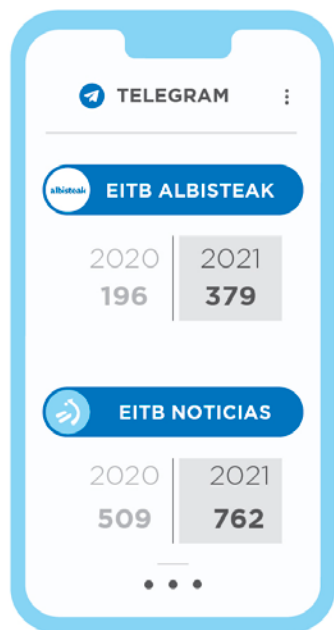 TELEGRAM
albisteak
EITB ALBISTEAK
2020 2021
196 379
EITB NOTICIAS
2020 2021
509 762